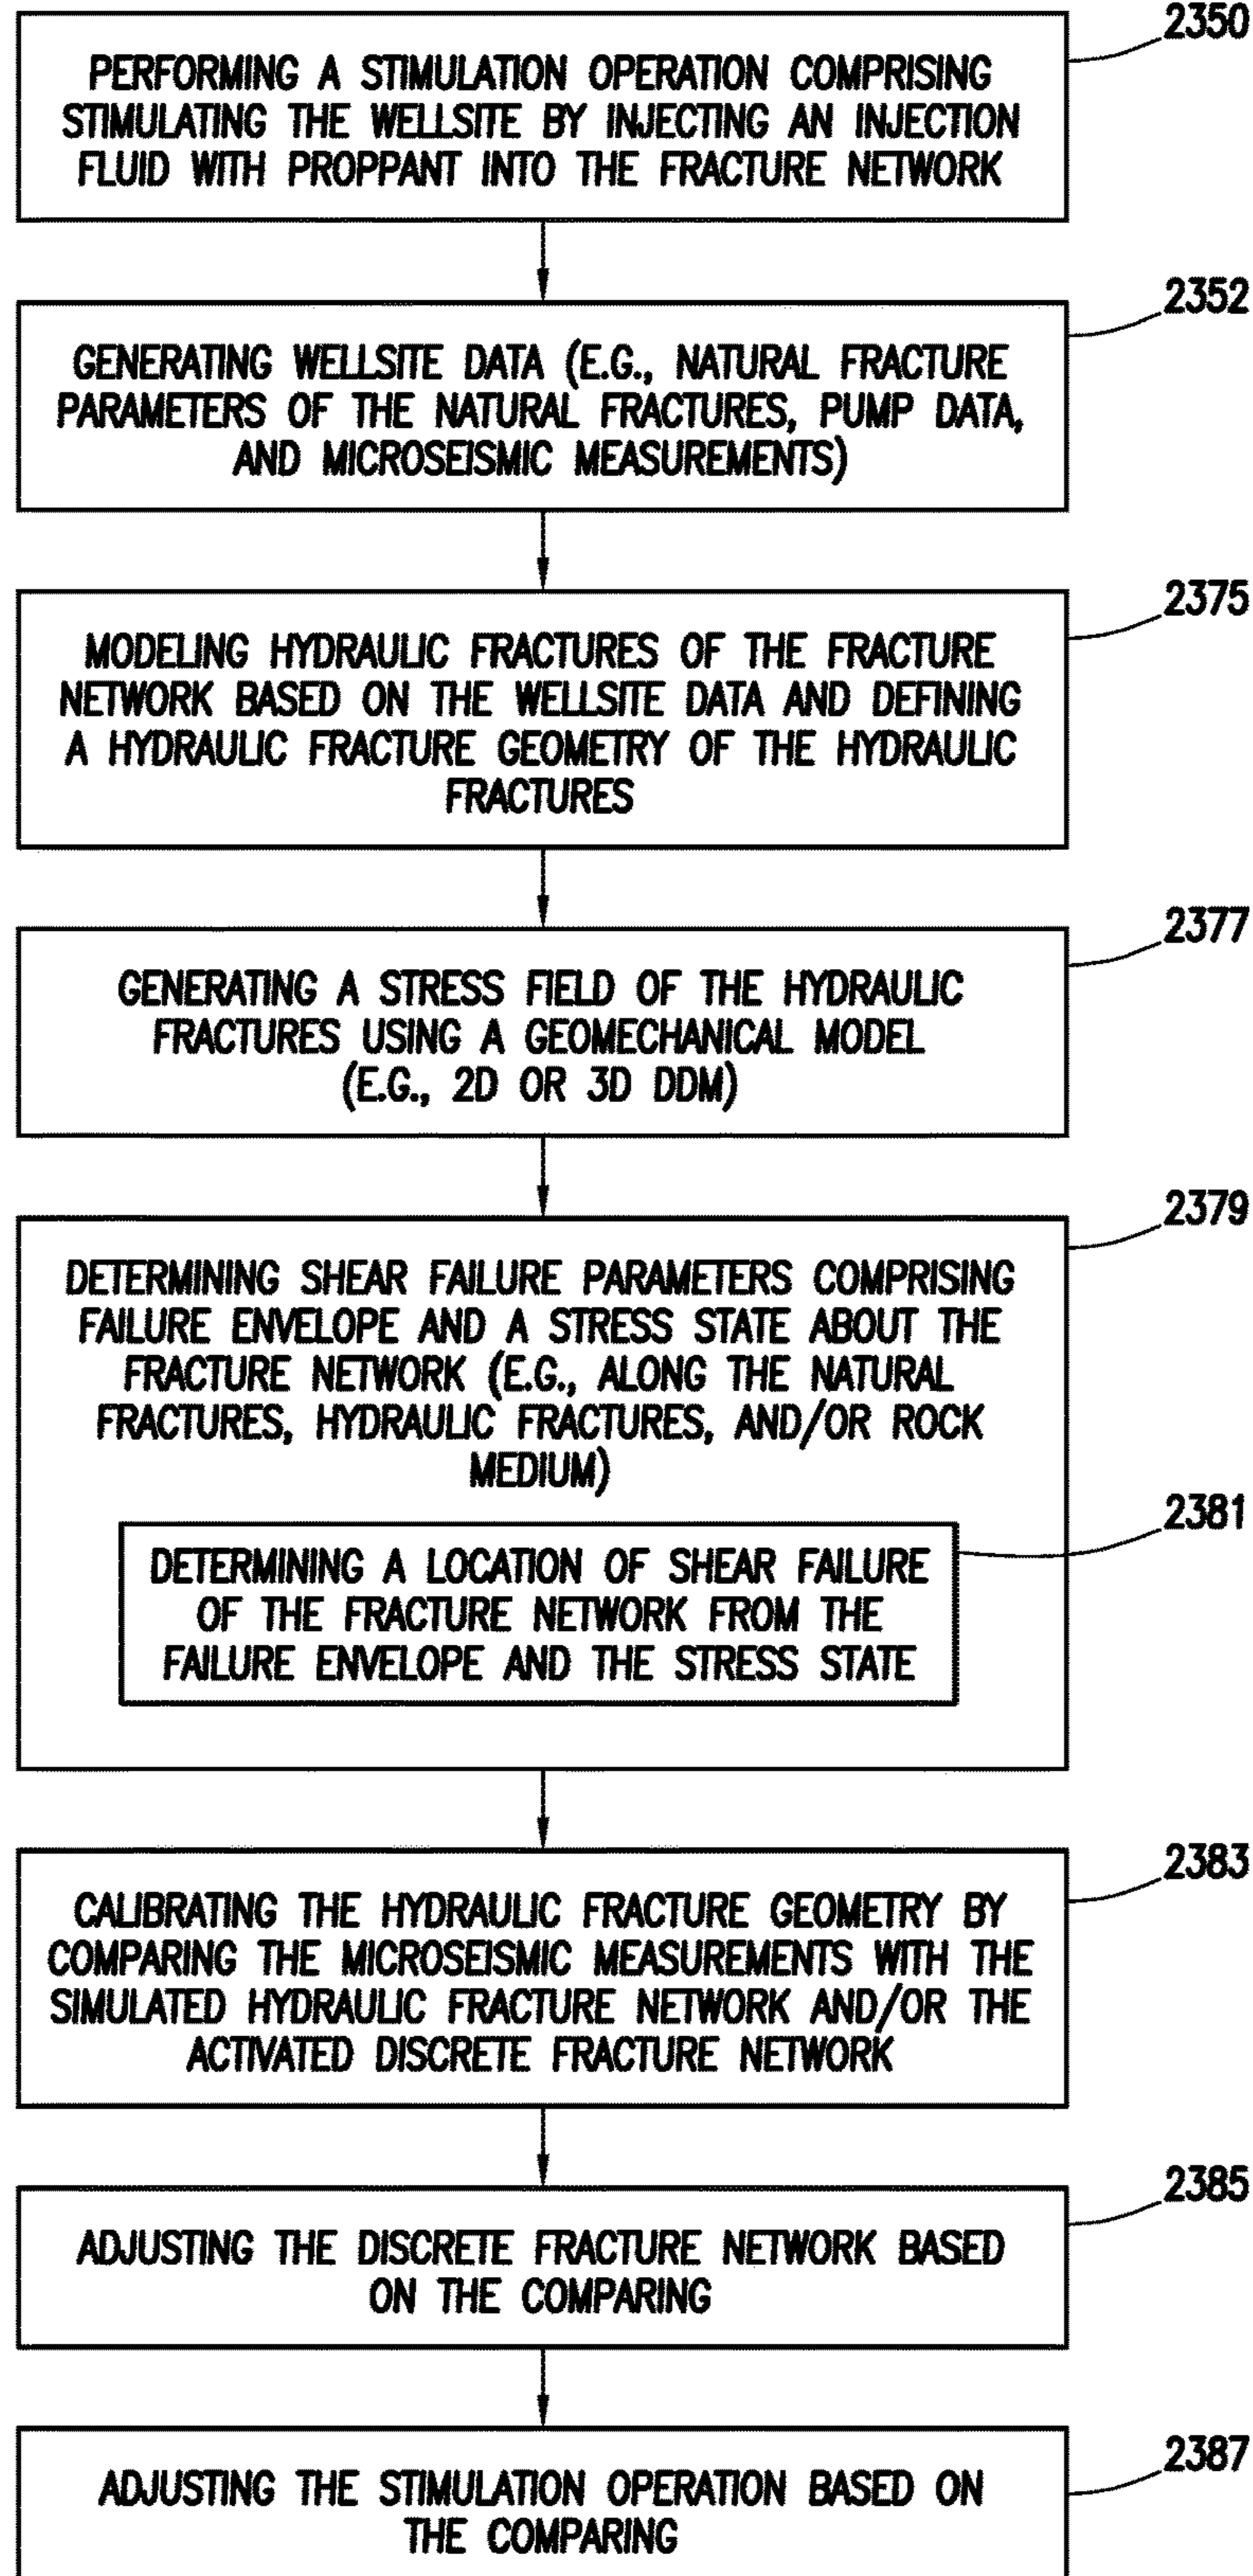 2350
PERFORMING A STIMULATION OPERATION COMPRISING
STIMULATING THE WELLSITE BY INJECTING AN INJECTION
FLUID WITH PROPPANT INTO THE FRACTURE NETWORK
2352
GENERATING WELLSITE DATA (E.G., NATURAL FRACTURE
PARAMETERS OF THE NATURAL FRACTURES, PUMP DATA,
AND MICROSEISMIC MEASUREMENTS)
2375
MODELING HYDRAULIC FRACTURES OF THE FRACTURE
NETWORK BASED ON THE WELLSITE DATA AND DEFINING
A HYDRAULIC FRACTURE GEOMETRY OF THE HYDRAULIC
FRACTURES
2377
GENERATING A STRESS FIELD OF THE HYDRAULIC
FRACTURES USING A GEOMECHANICAL MODEL
(E.G., 2D OR 3D DDM)
2379
DETERMINING SHEAR FAILURE PARAMETERS COMPRISING
FAILURE ENVELOPE AND A STRESS STATE ABOUT THE
FRACTURE NETWORK (E.G., ALONG THE NATURAL
FRACTURES, HYDRAULIC FRACTURES, AND/OR ROCK
MEDIUM)
2381
DETERMINING A LOCATION OF SHEAR FAILURE
OF THE FRACTURE NETWORK FROM THE
FAILURE ENVELOPE AND THE STRESS STATE
2383
CALIBRATING THE HYDRAULIC FRACTURE GEOMETRY BY
COMPARING THE MICROSEISMIC MEASUREMENTS WITH THE
SIMULATED HYDRAULIC FRACTURE NETWORK AND/OR THE
ACTIVATED DISCRETE FRACTURE NETWORK
2385
ADJUSTING THE DISCRETE FRACTURE NETWORK BASED
ON THE COMPARING
2387
ADJUSTING THE STIMULATION OPERATION BASED ON
THE COMPARING